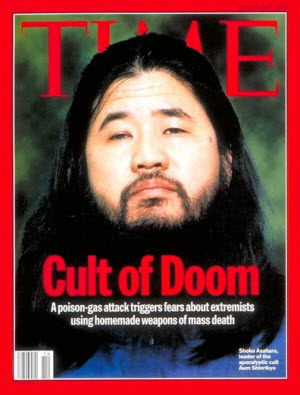 TIME
Cult of Doom
A poison-gas attack triggers fears about extremists
using homemade weapons of mass death
Shoko Asahara,
leader of the
apocalyptic cult
Aum Shinrikyo